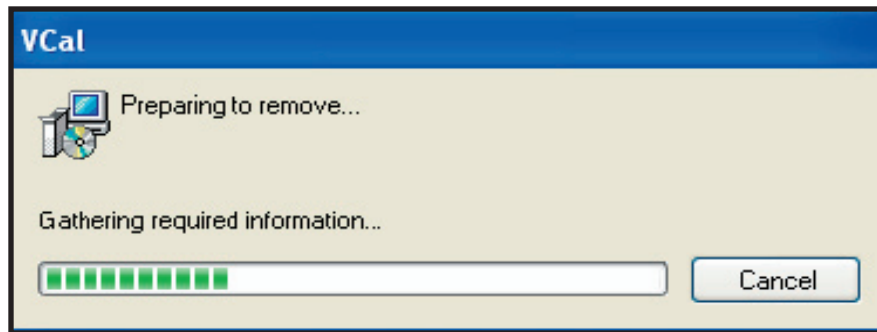 VCal
Preparing to remove...
Gathering required information...
Cancel